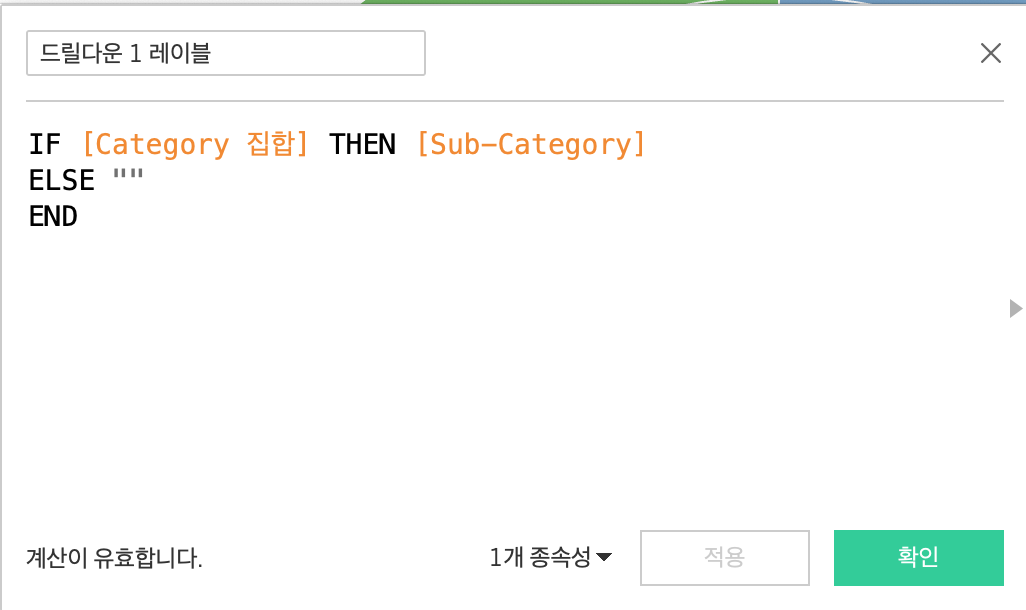 드릴다운 1 레이블
IF [Category 집합] THEN [Sub-Category]
ELSE ""
END
계산이 유효합니다. 1개 종속성 적용 확인